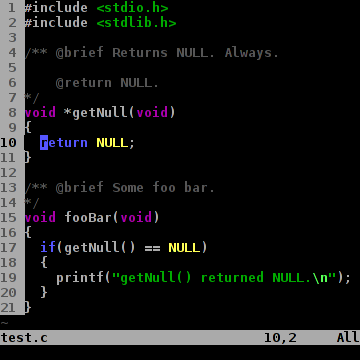 1 #include <stdio.h>
2 #include <stdlib.h>
3
4 /** @brief Returns NULL. Always.
5
6     @return NULL.
7 */
8 void *getNull(void)
9 {
10   return NULL;
11 }
12
13 /** @brief Some foo bar.
14 */
15 void fooBar(void)
16 {
17   if(getNull() == NULL)
18   {
19     printf("getNull() returned NULL.\n");
20   }
21 }
~
test.c 10,2 All